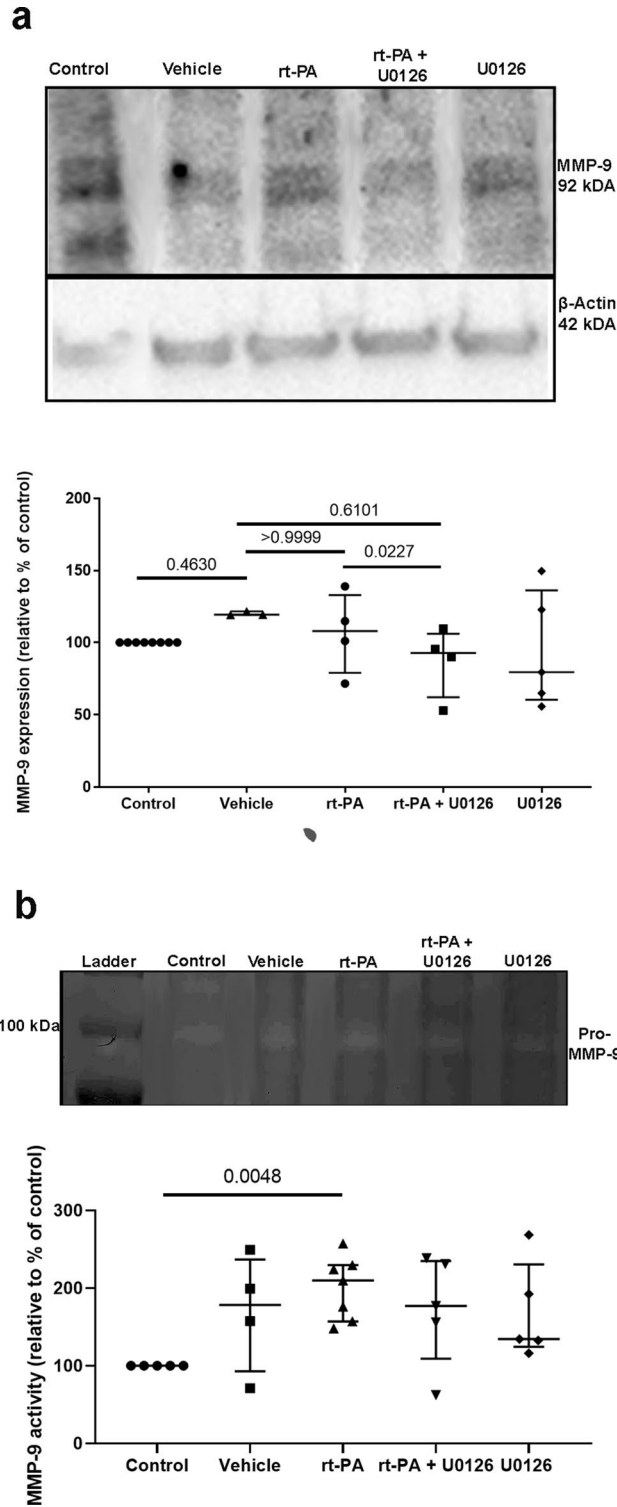 a
Control Vehicle rt-PA rt-PA + U0126 U0126
MMP-9
92 kDA
β-Actin
42 kDA
MMP-9 expression (relative to % of control)
200
150
100
50
0
0.6101
>0.9999
0.4630
0.0227
Control Vehicle rt-PA rt-PA + U0126 U0126
b
Ladder Control Vehicle rt-PA rt-PA + U0126 U0126
100 kDa
Pro-
MMP-9
MMP-9 activity (relative to % of control)
300
200
100
0
0.0048
Control Vehicle rt-PA rt-PA + U0126 U0126